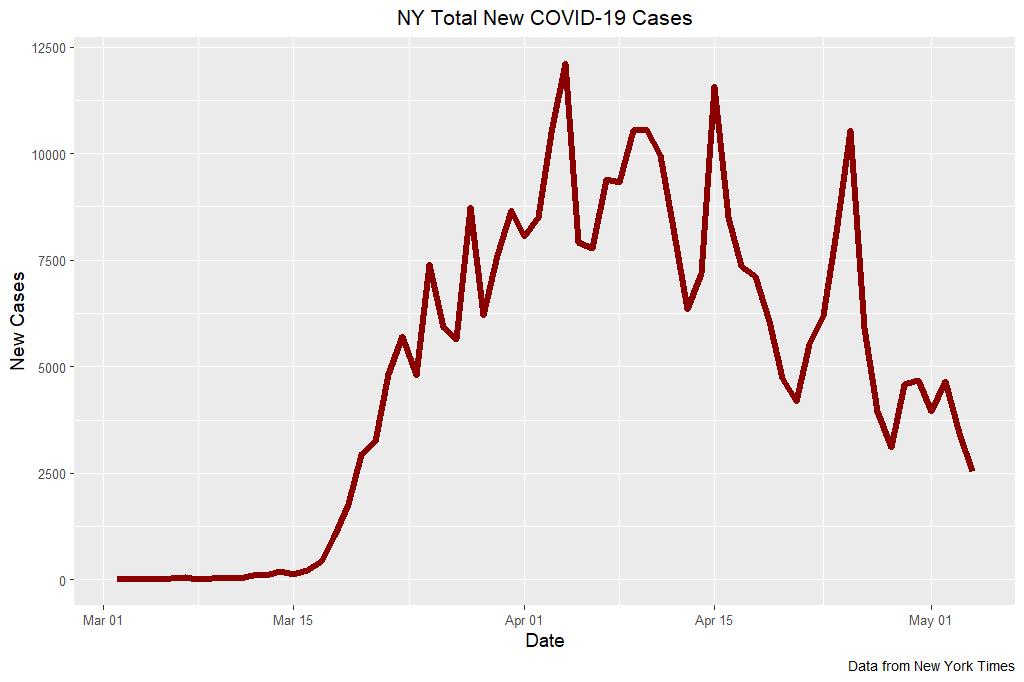 NY Total New COVID-19 Cases
New Cases
12500
10000
7500
5000
2500
0
Mar 01
Mar 15
Apr 01
Apr 15
May 01
Date
Data from New York Times